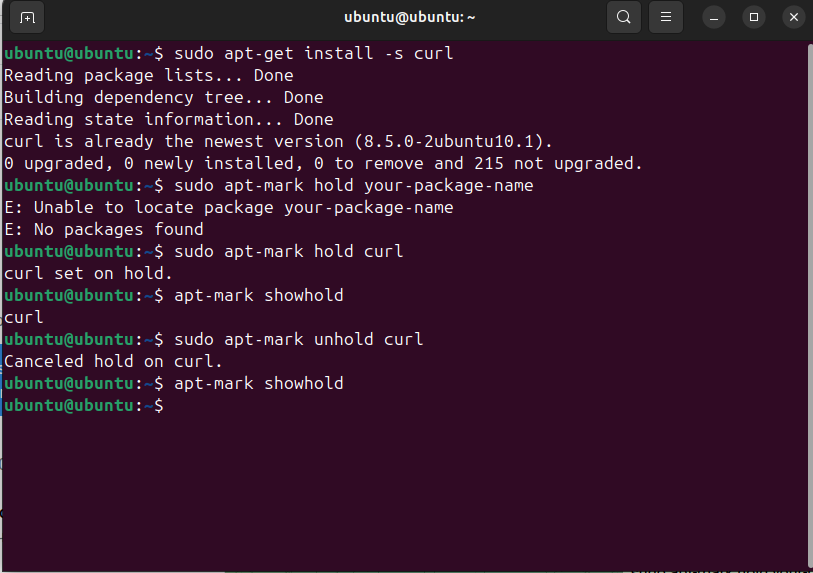 ubuntu@ubuntu: ~
ubuntu@ubuntu:~$ sudo apt-get install -s curl
Reading package lists... Done
Building dependency tree... Done
Reading state information... Done
curl is already the newest version (8.5.0-2ubuntu10.1).
0 upgraded, 0 newly installed, 0 to remove and 215 not upgraded.
ubuntu@ubuntu:~$ sudo apt-mark hold your-package-name
E: Unable to locate package your-package-name
E: No packages found
ubuntu@ubuntu:~$ sudo apt-mark hold curl
curl set on hold.
ubuntu@ubuntu:~$ apt-mark showhold
curl
ubuntu@ubuntu:~$ sudo apt-mark unhold curl
Canceled hold on curl.
ubuntu@ubuntu:~$ apt-mark showhold
ubuntu@ubuntu:~$